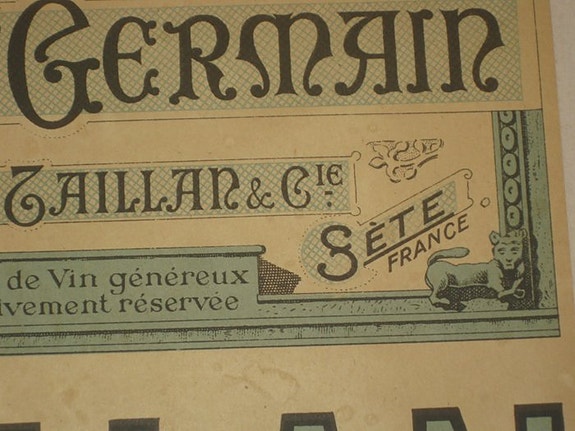 GERMAIN
TAILLAN & CIE
SÈTE
FRANCE
de Vin généreux
ivement réservée